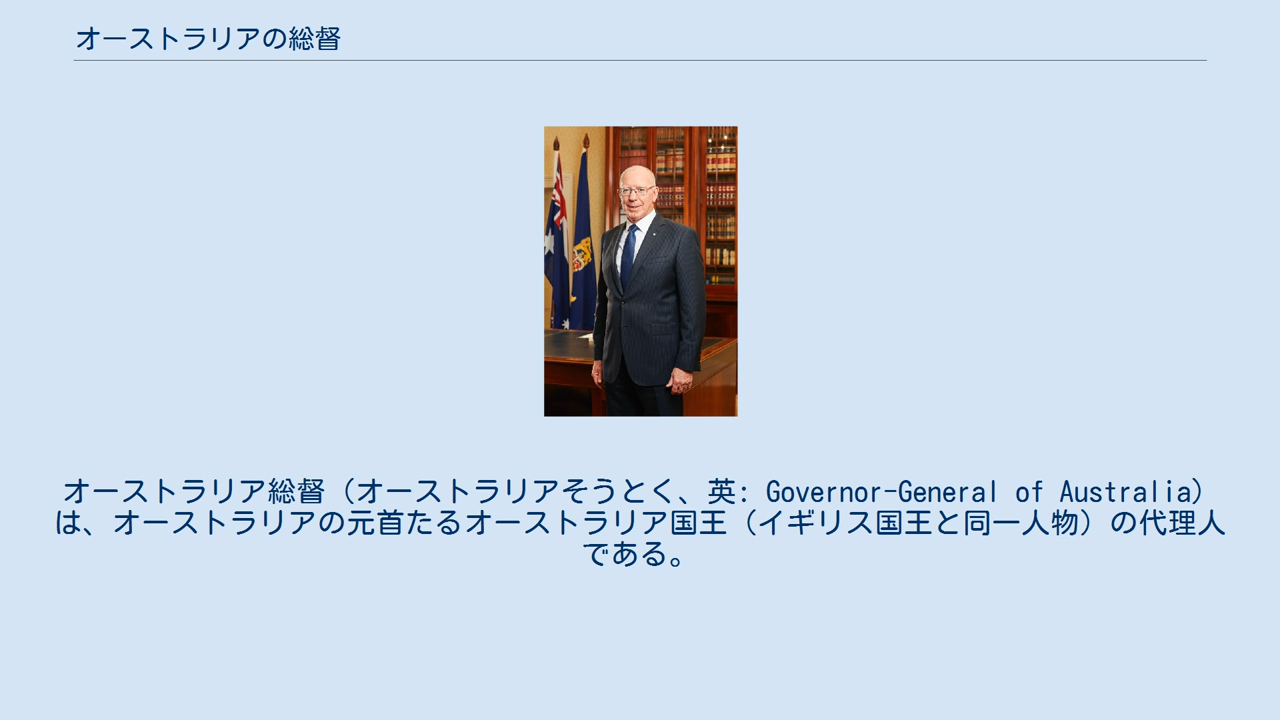 オーストラリアの総督
オーストラリア総督（オーストラリアそうとく、英: Governor-General of Australia）
は、オーストラリアの元首たるオーストラリア国王（イギリス国王と同一人物）の代理人
である。